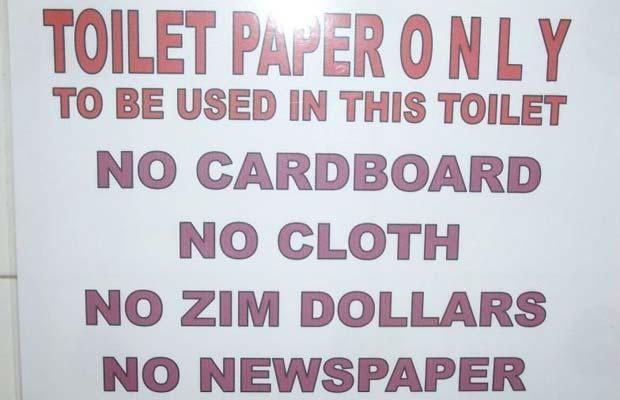 TOILET PAPER O N L Y
TO BE USED IN THIS TOILET
NO CARDBOARD
NO CLOTH
NO ZIM DOLLARS
NO NEWSPAPER